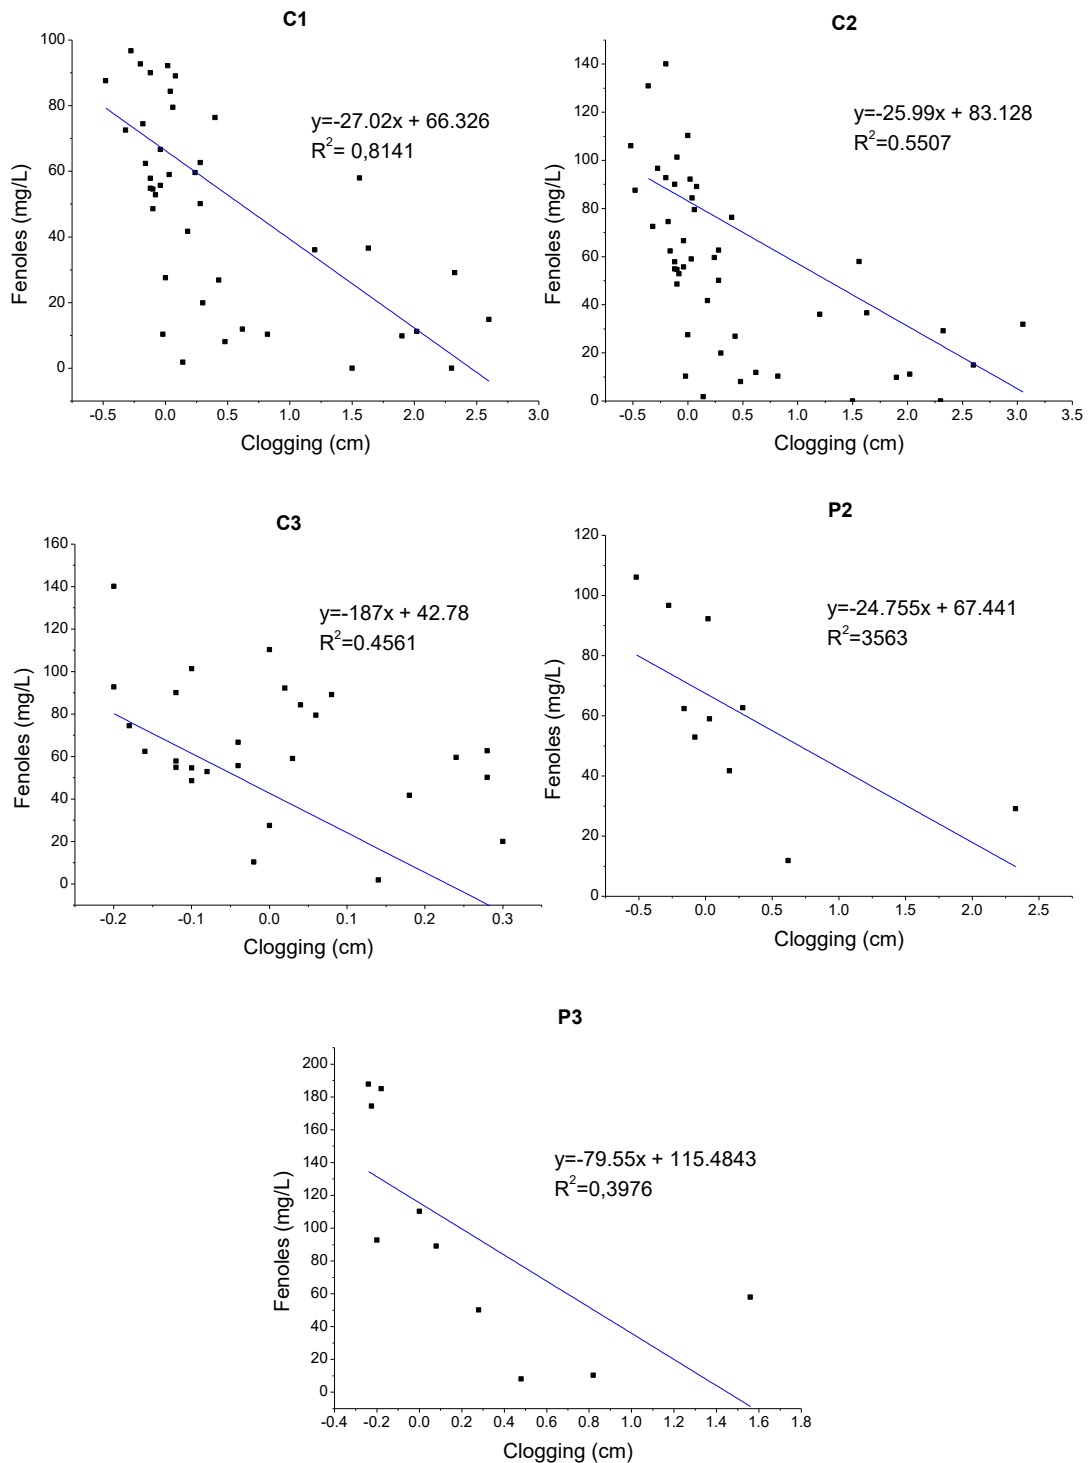 C1
y=-27.02x + 66.326
R²= 0,8141
100
80
60
40
20
0
Fenoles (mg/L)
-0.5 0.0 0.5 1.0 1.5 2.0 2.5 3.0
Clogging (cm)
C2
y=-25.99x + 83.128
R²=0.5507
140
120
100
80
60
40
20
0
Fenoles (mg/L)
-0.5 0.0 0.5 1.0 1.5 2.0 2.5 3.0 3.5
Clogging (cm)
C3
y=-187x + 42.78
R²=0.4561
160
140
120
100
80
60
40
20
0
Fenoles (mg/L)
-0.2 -0.1 0.0 0.1 0.2 0.3
Clogging (cm)
P2
y=-24.755x + 67.441
R²=3563
120
100
80
60
40
20
0
Fenoles (mg/L)
-0.5 0.0 0.5 1.0 1.5 2.0 2.5
Clogging (cm)
P3
y=-79.55x + 115.4843
R²=0,3976
200
180
160
140
120
100
80
60
40
20
0
Fenoles (mg/L)
-0.4 -0.2 0.0 0.2 0.4 0.6 0.8 1.0 1.2 1.4 1.6 1.8
Clogging (cm)